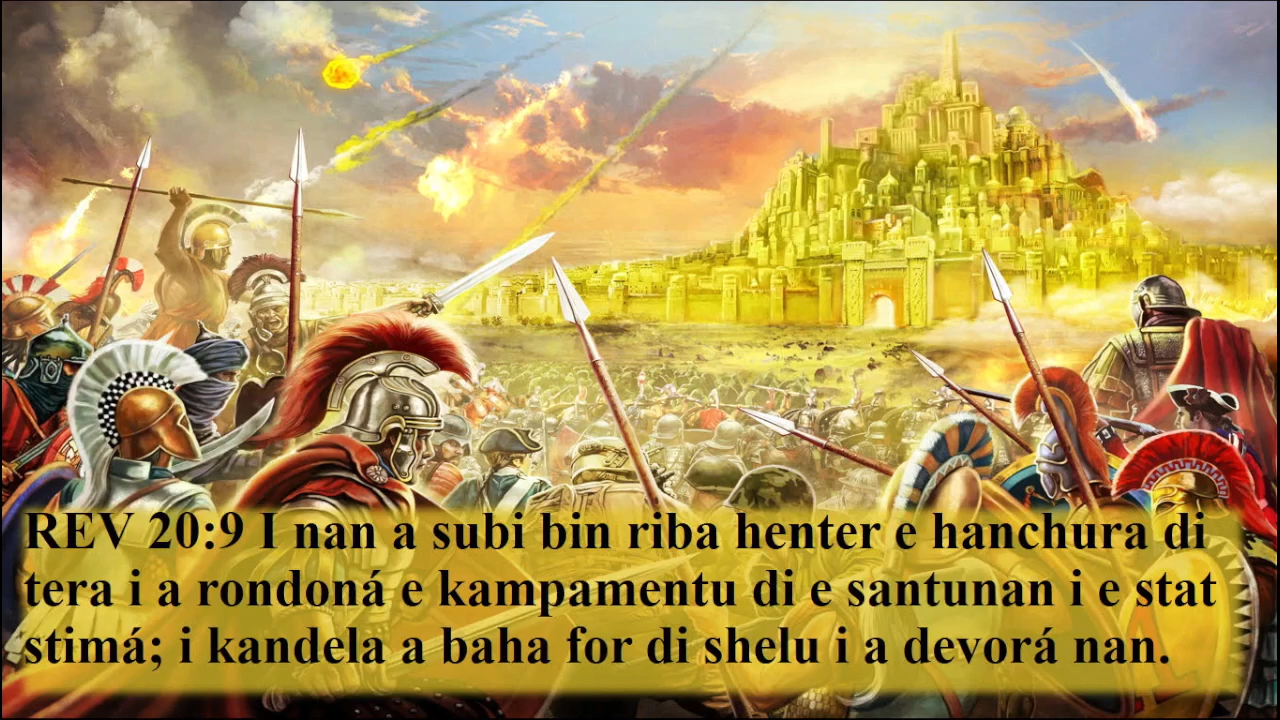 REV 20:9 I nan a subi bin riba henter e hanchura di
tera i a rondoná e kampamentu di e santunan i e stat
stimá; i kandela a baha for di shelu i a devorá nan.